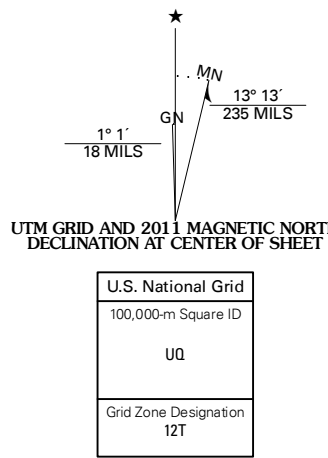 ★
MN
GN
13° 13´
235 MILS
1° 1´
18 MILS
UTM GRID AND 2011 MAGNETIC NORTH
DECLINATION AT CENTER OF SHEET
U.S. National Grid
100,000-m Square ID
UQ
Grid Zone Designation
12T